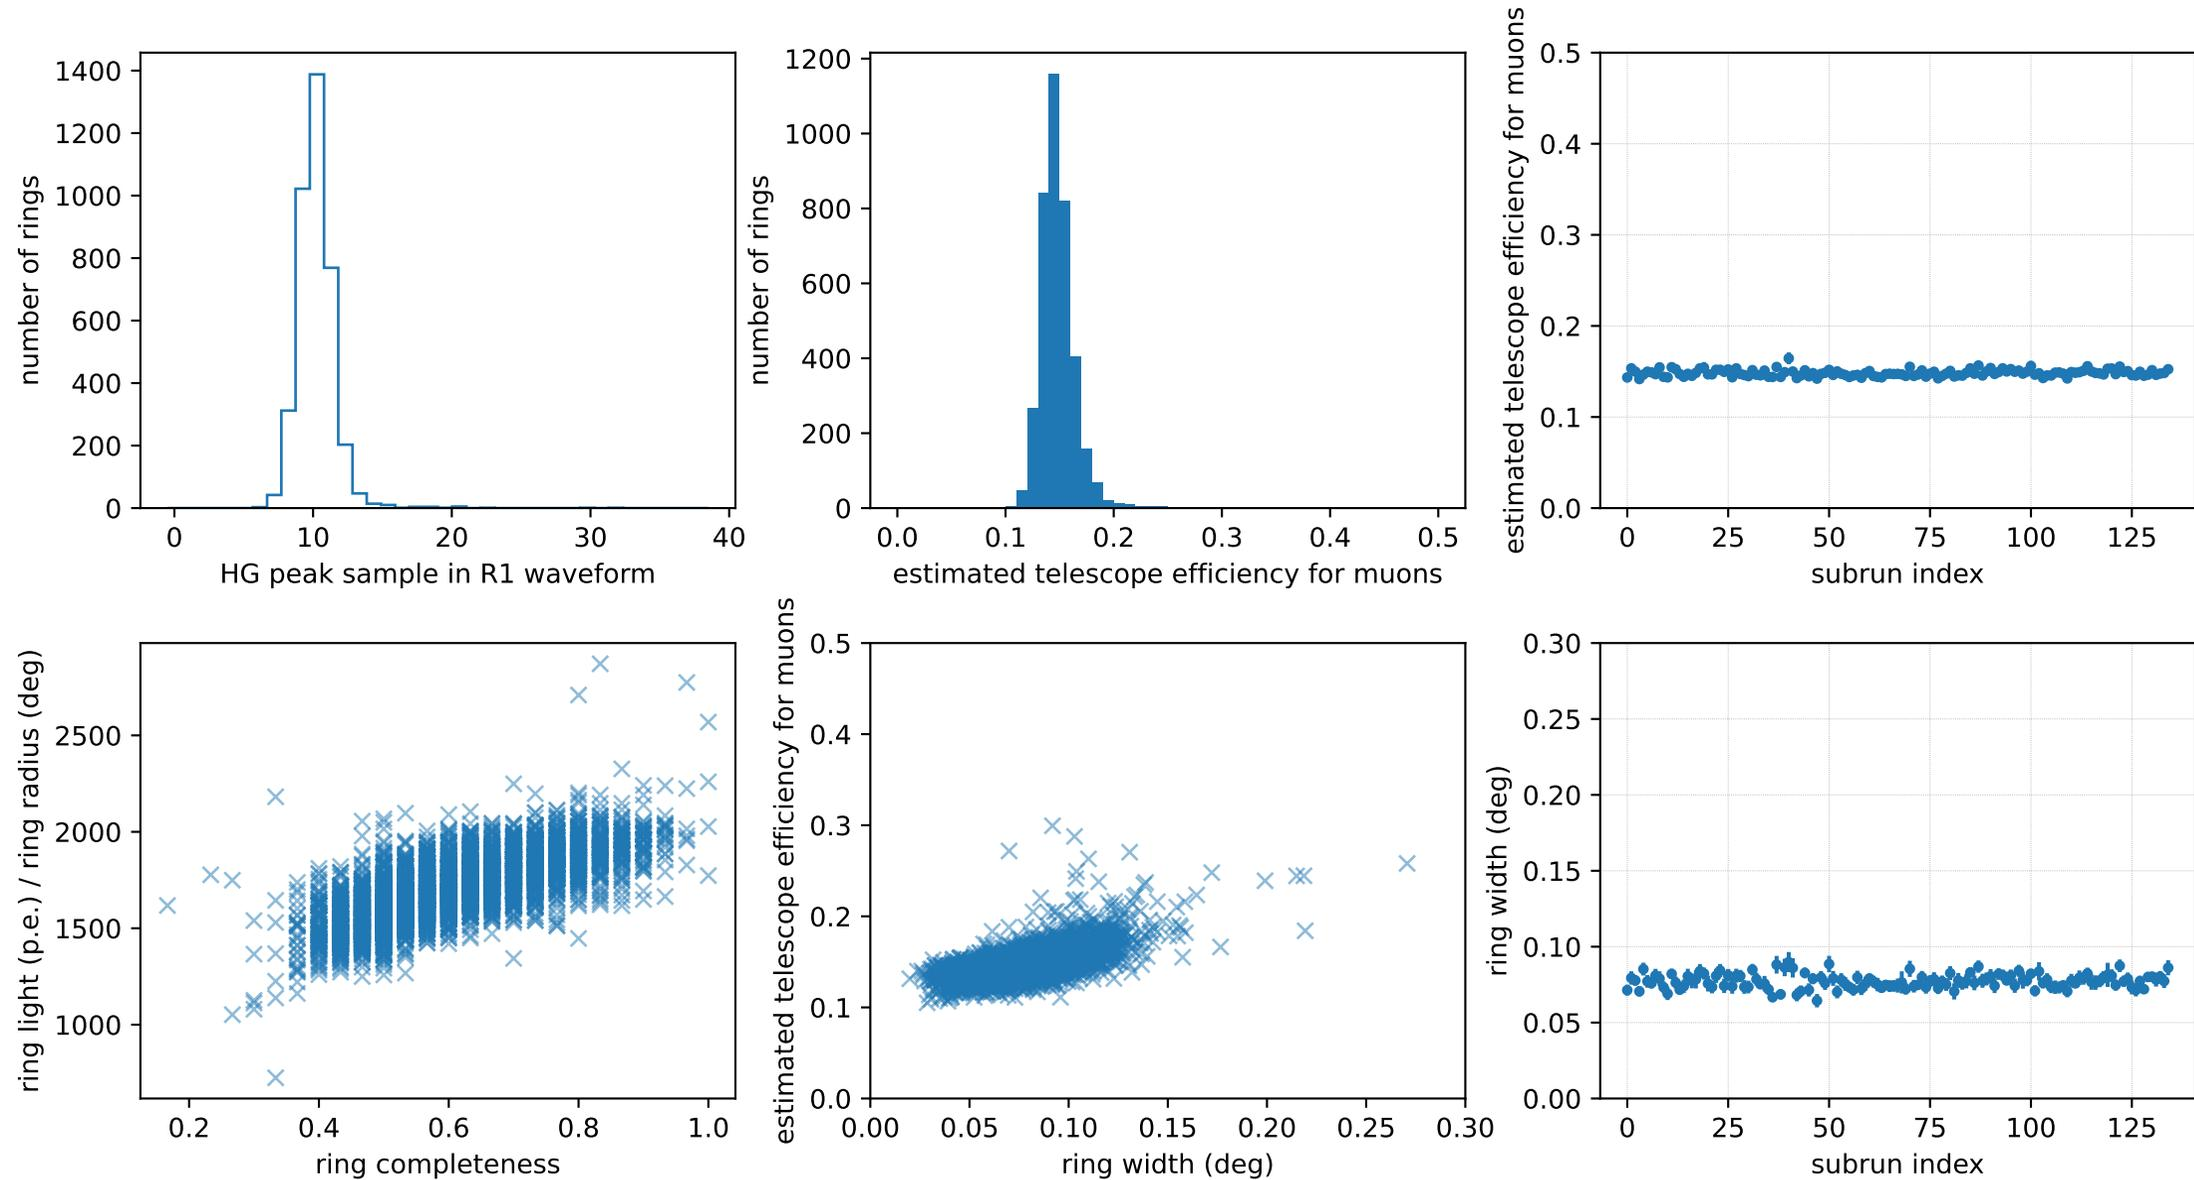 1400
1200
1000
800
600
400
200
0
number of rings
0 10 20 30 40
HG peak sample in R1 waveform
1200
1000
800
600
400
200
0
number of rings
0.0 0.1 0.2 0.3 0.4 0.5
estimated telescope efficiency for muons
0.5
0.4
0.3
0.2
0.1
0.0
estimated telescope efficiency for muons
0 25 50 75 100 125
subrun index
2500
2000
1500
1000
ring light (p.e.) / ring radius (deg)
0.2 0.4 0.6 0.8 1.0
ring completeness
0.5
0.4
0.3
0.2
0.1
0.0
estimated telescope efficiency for muons
0.00 0.05 0.10 0.15 0.20 0.25 0.30
ring width (deg)
0.30
0.25
0.20
0.15
0.10
0.05
0.00
ring width (deg)
0 25 50 75 100 125
subrun index